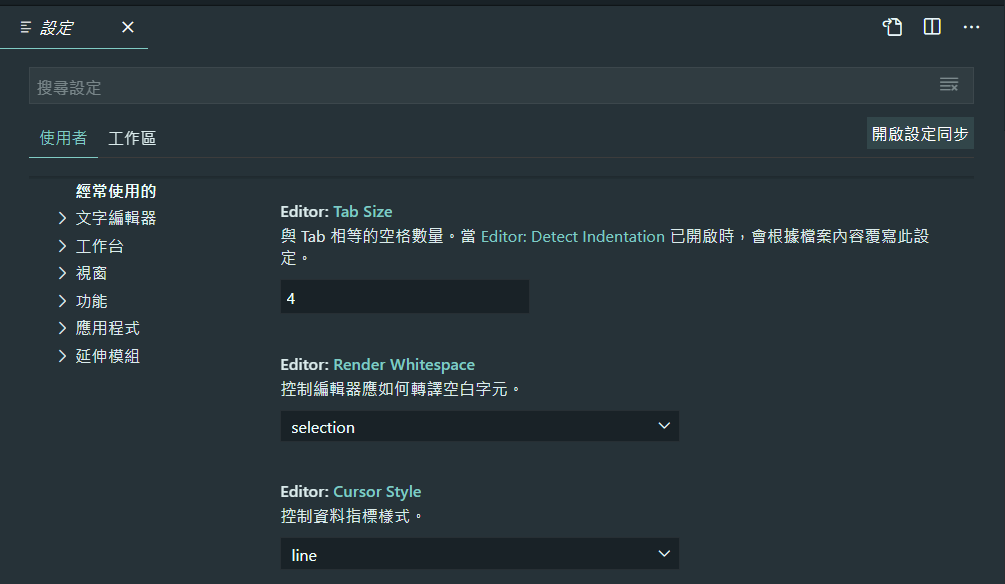 設定
搜尋設定
使用者 工作區
開啟設定同步
經常使用的
文字編輯器
工作台
視窗
功能
應用程式
延伸模組
Editor: Tab Size
與 Tab 相等的空格數量。當 Editor: Detect Indentation 已開啟時，會根據檔案內容覆寫此設
定。
4
Editor: Render Whitespace
控制編輯器應如何轉譯空白字元。
selection
Editor: Cursor Style
控制資料指標樣式。
line